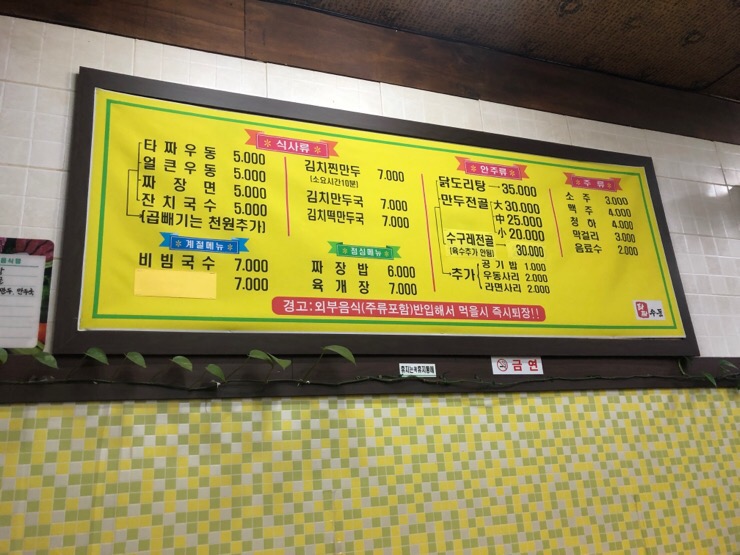 식사류
타짜우동 5.000
얼큰우동 5.000
짜장면 5.000
잔치국수 5.000
(곱빼기는 천원추가)
김치찐만두 7.000
(소요시간10분)
김치만두국 7.000
김치떡만두국 7.000
계절메뉴
비빔국수 7.000
7.000
점심메뉴
짜장밥 6.000
육개장 7.000
안주류
닭도리탕 35.000
만두전골 大 30.000
中 25.000
小 20.000
수구레전골 30.000
(육수추가 안됨)
추가 공기밥 1.000
우동사리 2.000
라면사리 2.000
주류
소주 3.000
맥주 4.000
청하 4.000
막걸리 3.000
음료수 2.000
경고:외부음식(주류포함)반입해서 먹을시 즉시퇴장!!
금연